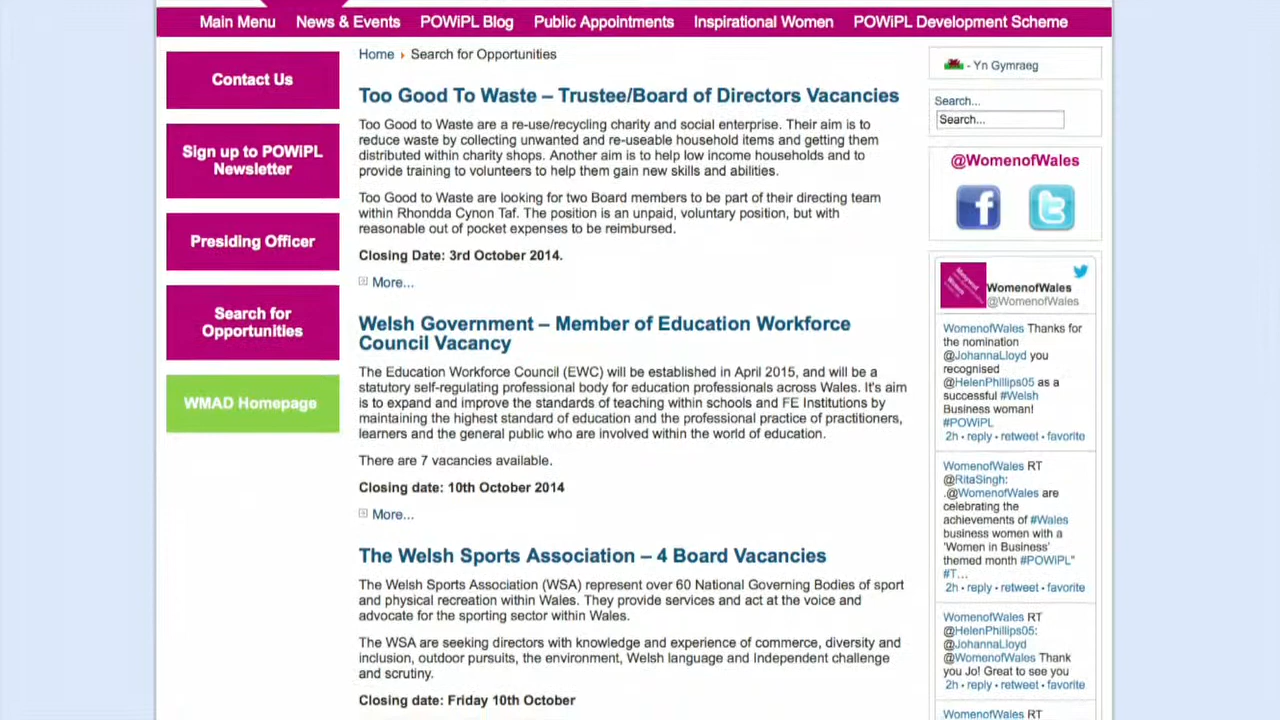 Main Menu News & Events POWiPL Blog Public Appointments Inspirational Women POWiPL Development Scheme
Contact Us
Sign up to POWiPL
Newsletter
Presiding Officer
Search for
Opportunities
WMAD Homepage
Home Search for Opportunities
Too Good To Waste – Trustee/Board of Directors Vacancies
Too Good to Waste are a re-use/recycling charity and social enterprise. Their aim is to
reduce waste by collecting unwanted and re-useable household items and getting them
distributed within charity shops. Another aim is to help low income households and to
provide training to volunteers to help them gain new skills and abilities.
Too Good to Waste are looking for two Board members to be part of their directing team
within Rhondda Cynon Taf. The position is an unpaid, voluntary position, but with
reasonable out of pocket expenses to be reimbursed.
Closing Date: 3rd October 2014.
More...
Welsh Government – Member of Education Workforce
Council Vacancy
The Education Workforce Council (EWC) will be established in April 2015, and will be a
statutory self-regulating professional body for education professionals across Wales. It's aim
is to expand and improve the standards of teaching within schools and FE Institutions by
maintaining the highest standard of education and the professional practice of practitioners,
learners and the general public who are involved within the world of education.
There are 7 vacancies available.
Closing date: 10th October 2014
More...
The Welsh Sports Association – 4 Board Vacancies
The Welsh Sports Association (WSA) represent over 60 National Governing Bodies of sport
and physical recreation within Wales. They provide services and act at the voice and
advocate for the sporting sector within Wales.
The WSA are seeking directors with knowledge and experience of commerce, diversity and
inclusion, outdoor pursuits, the environment, Welsh language and Independent challenge
and scrutiny.
Closing date: Friday 10th October
- Yn Gymraeg
Search...
Search...
@WomenofWales
WomenofWales
@WomenofWales
WomenofWales Thanks for
the nomination
@JohannaLloyd you
recognised
@HelenPhillips05 as a
successful #Welsh
Business woman!
#POWiPL
2h • reply • retweet • favorite
WomenofWales RT
@RitaSingh:
.@WomenofWales are
celebrating the
achievements of #Wales
business women with a
'Women in Business'
themed month #POWiPL"
#T…
2h • reply • retweet • favorite
WomenofWales RT
@HelenPhillips05:
@JohannaLloyd
@WomenofWales Thank
you Jo! Great to see you
2h • reply • retweet • favorite
WomenofWales RT